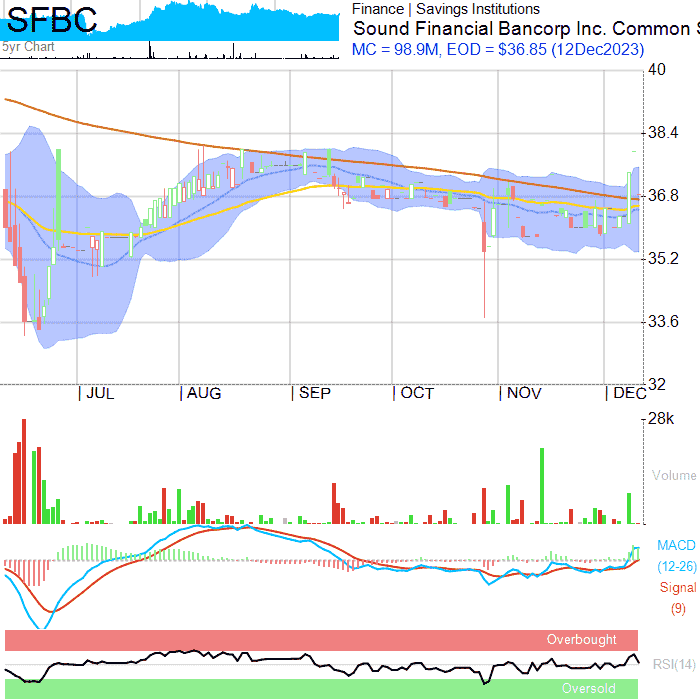 SFBC
5yr Chart
Finance | Savings Institutions
Sound Financial Bancorp Inc. Common S
MC = 98.9M, EOD = $36.85 (12Dec2023)
40
38.4
36.8
35.2
33.6
32
| JUL | AUG | SEP | OCT | NOV | DEC
28k
Volume
MACD
(12-26)
Signal
(9)
Overbought
RSI(14)
Oversold